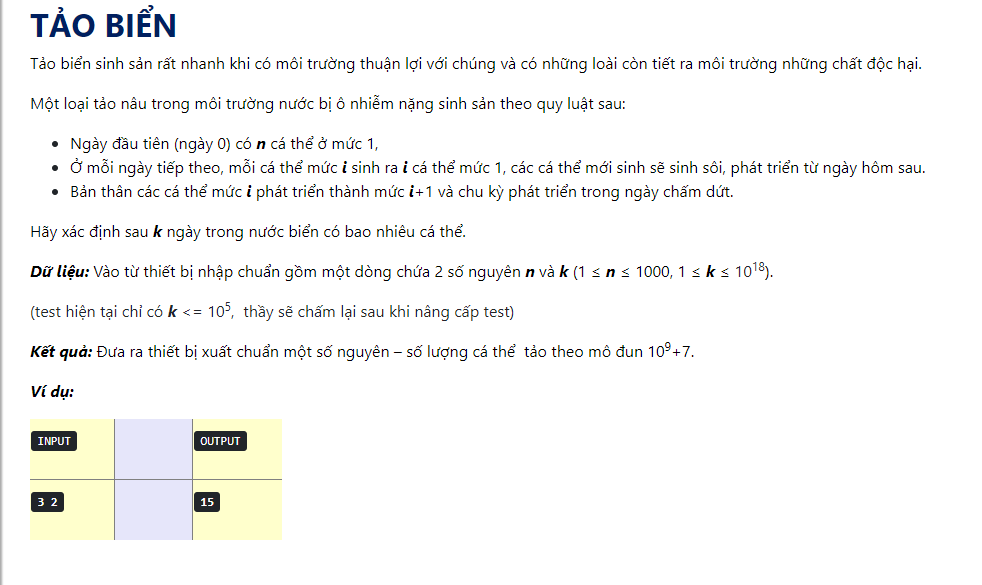 TẢO BIỂN
Tảo biển sinh sản rất nhanh khi có môi trường thuận lợi với chúng và có những loài còn tiết ra môi trường những chất độc hại.
Một loại tảo nâu trong môi trường nước bị ô nhiễm nặng sinh sản theo quy luật sau:
• Ngày đầu tiên (ngày 0) có n cá thể ở mức 1,
• Ở mỗi ngày tiếp theo, mỗi cá thể mức i sinh ra i cá thể mức 1, các cá thể mới sinh sẽ sinh sôi, phát triển từ ngày hôm sau.
• Bản thân các cá thể mức i phát triển thành mức i+1 và chu kỳ phát triển trong ngày chấm dứt.
Hãy xác định sau k ngày trong nước biển có bao nhiêu cá thể.
Dữ liệu: Vào từ thiết bị nhập chuẩn gồm một dòng chứa 2 số nguyên n và k (1 ≤ n ≤ 1000, 1 ≤ k ≤ 10¹⁸).
(test hiện tại chỉ có k <= 10⁵, thầy sẽ chấm lại sau khi nâng cấp test)
Kết quả: Đưa ra thiết bị xuất chuẩn một số nguyên – số lượng cá thể tảo theo mô đun 10⁹+7.
Ví dụ:
INPUT OUTPUT
3 2 15